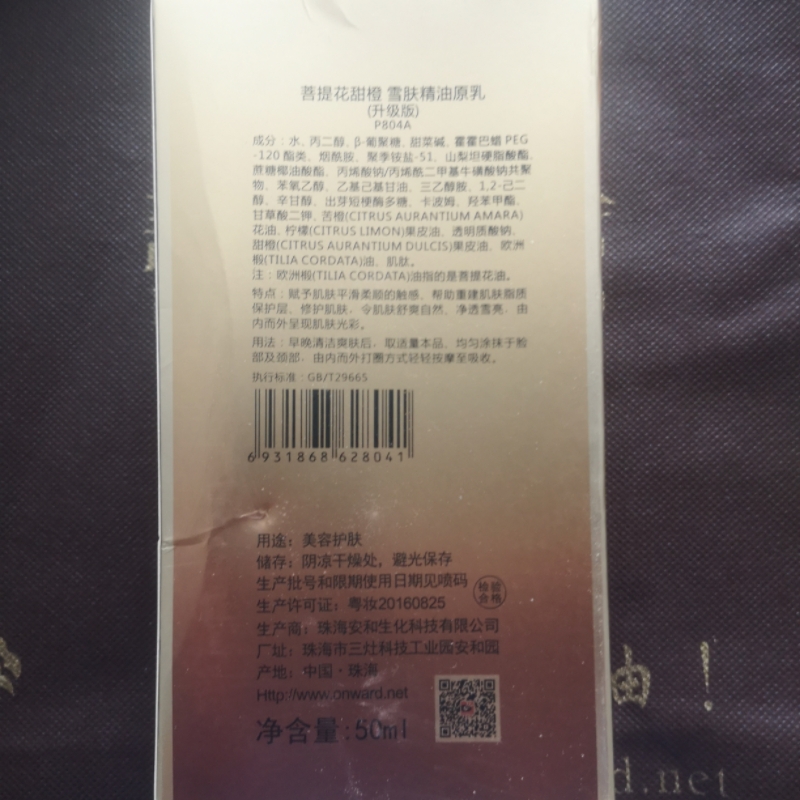 菩提花甜橙 雪肤精油原乳
(升级版)
P804A
成分：水、丙二醇、β-葡聚糖、甜菜碱、霍霍巴蜡 PEG
-120 酯类、烟酰胺、聚季铵盐-51、山梨坦硬脂酸酯、
蔗糖椰油酸酯、丙烯酸钠/丙烯酰二甲基牛磺酸钠共聚
物、苯氧乙醇、乙基己基甘油、三乙醇胺、1,2-己二
醇、辛甘醇、出芽短梗酶多糖、卡波姆、羟苯甲酯、
甘草酸二钾、苦橙(CITRUS AURANTIUM AMARA)
花油、柠檬(CITRUS LIMON)果皮油、透明质酸钠、
甜橙(CITRUS AURANTIUM DULCIS)果皮油、欧洲
椴(TILIA CORDATA)油、肌肽。
注：欧洲椴(TILIA CORDATA)油指的是菩提花油。
特点：赋予肌肤平滑柔顺的触感、帮助重建肌肤脂质
保护层、修护肌肤，令肌肤舒爽自然、净透雪亮，由
内而外呈现肌肤光彩。
用法：早晚清洁爽肤后，取适量本品、均匀涂抹于脸
部及颈部，由内而外打圈方式轻轻按摩至吸收。
执行标准：GB/T29665
6 931868 628041
用途：美容护肤
储存：阴凉干燥处，避光保存
生产批号和限期使用日期见喷码
检验
合格
生产许可证：粤妆20160825
生产商：珠海安和生化科技有限公司
厂址：珠海市三灶科技工业园安和园
产地：中国·珠海
Http://www.onward.net
净含量:50ml
油！
d.net